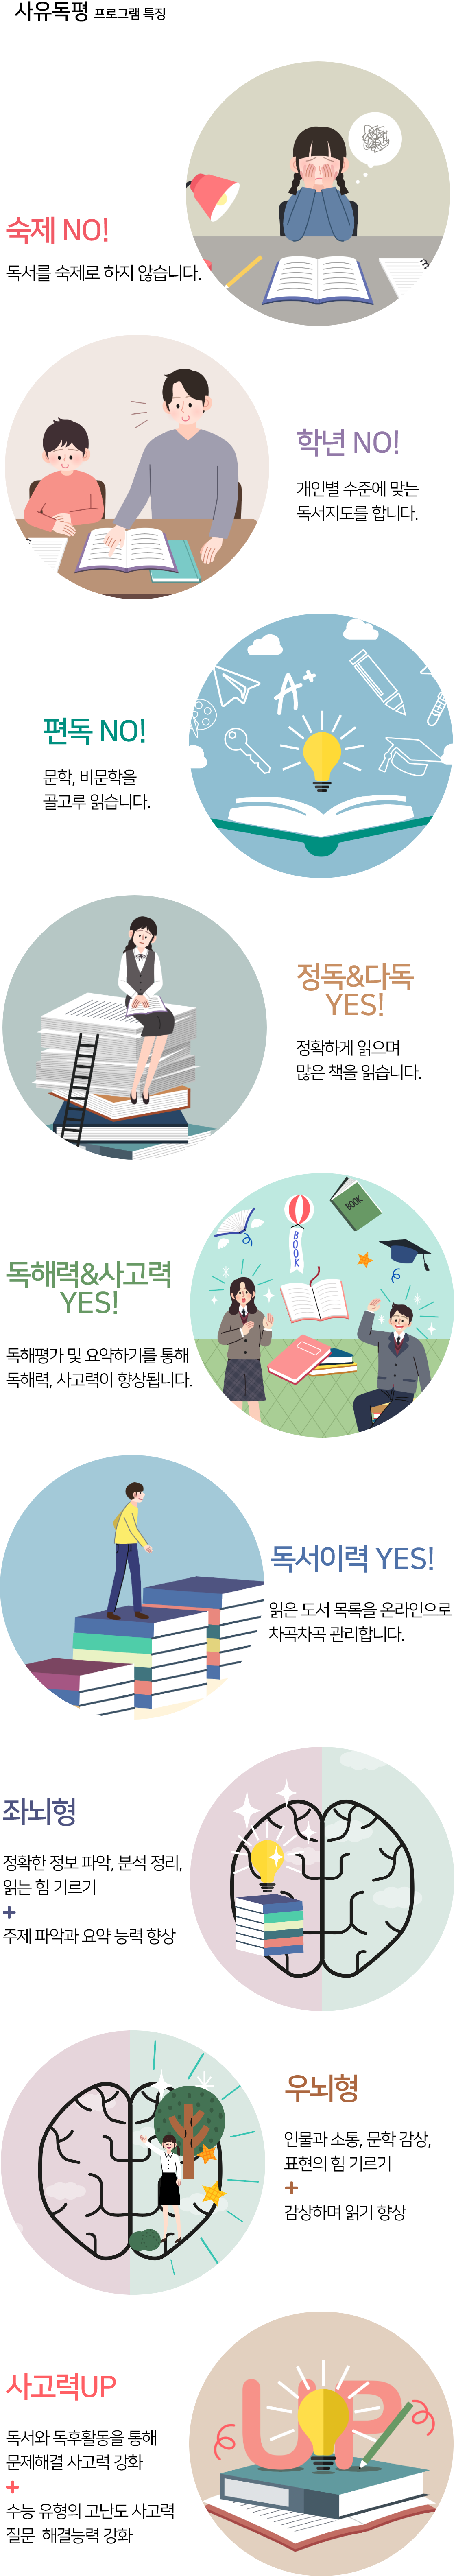 사유독평 프로그램 특징
숙제 NO!
독서를 숙제로 하지 않습니다.
학년 NO!
개인별 수준에 맞는
독서지도를 합니다.
A+
편독 NO!
문학, 비문학을
골고루 읽습니다.
정독&다독
YES!
정확하게 읽으며
많은 책을 읽습니다.
BOOK
BOOK
독해력&사고력
YES!
독해평가 및 요약하기를 통해
독해력, 사고력이 향상됩니다.
독서이력 YES!
읽은 도서 목록을 온라인으로
차곡차곡 관리합니다.
좌뇌형
정확한 정보 파악, 분석 정리,
읽는 힘 기르기
+
주제 파악과 요약 능력 향상
우뇌형
인물과 소통, 문학 감상,
표현의 힘 기르기
+
감상하며 읽기 향상
UP
사고력UP
독서와 독후활동을 통해
문제해결 사고력 강화
+
수능 유형의 고난도 사고력
질문 해결능력 강화